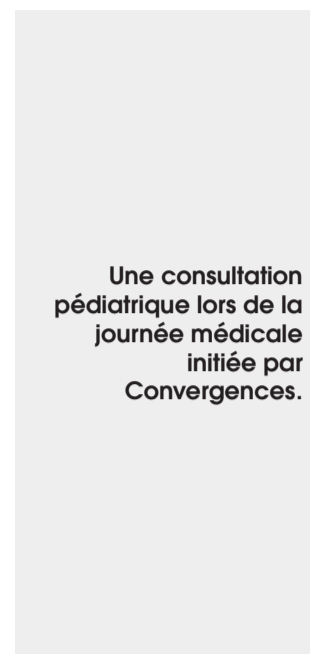 Une consultation
pédiatrique lors de la
journée médicale
initiée par
Convergences.